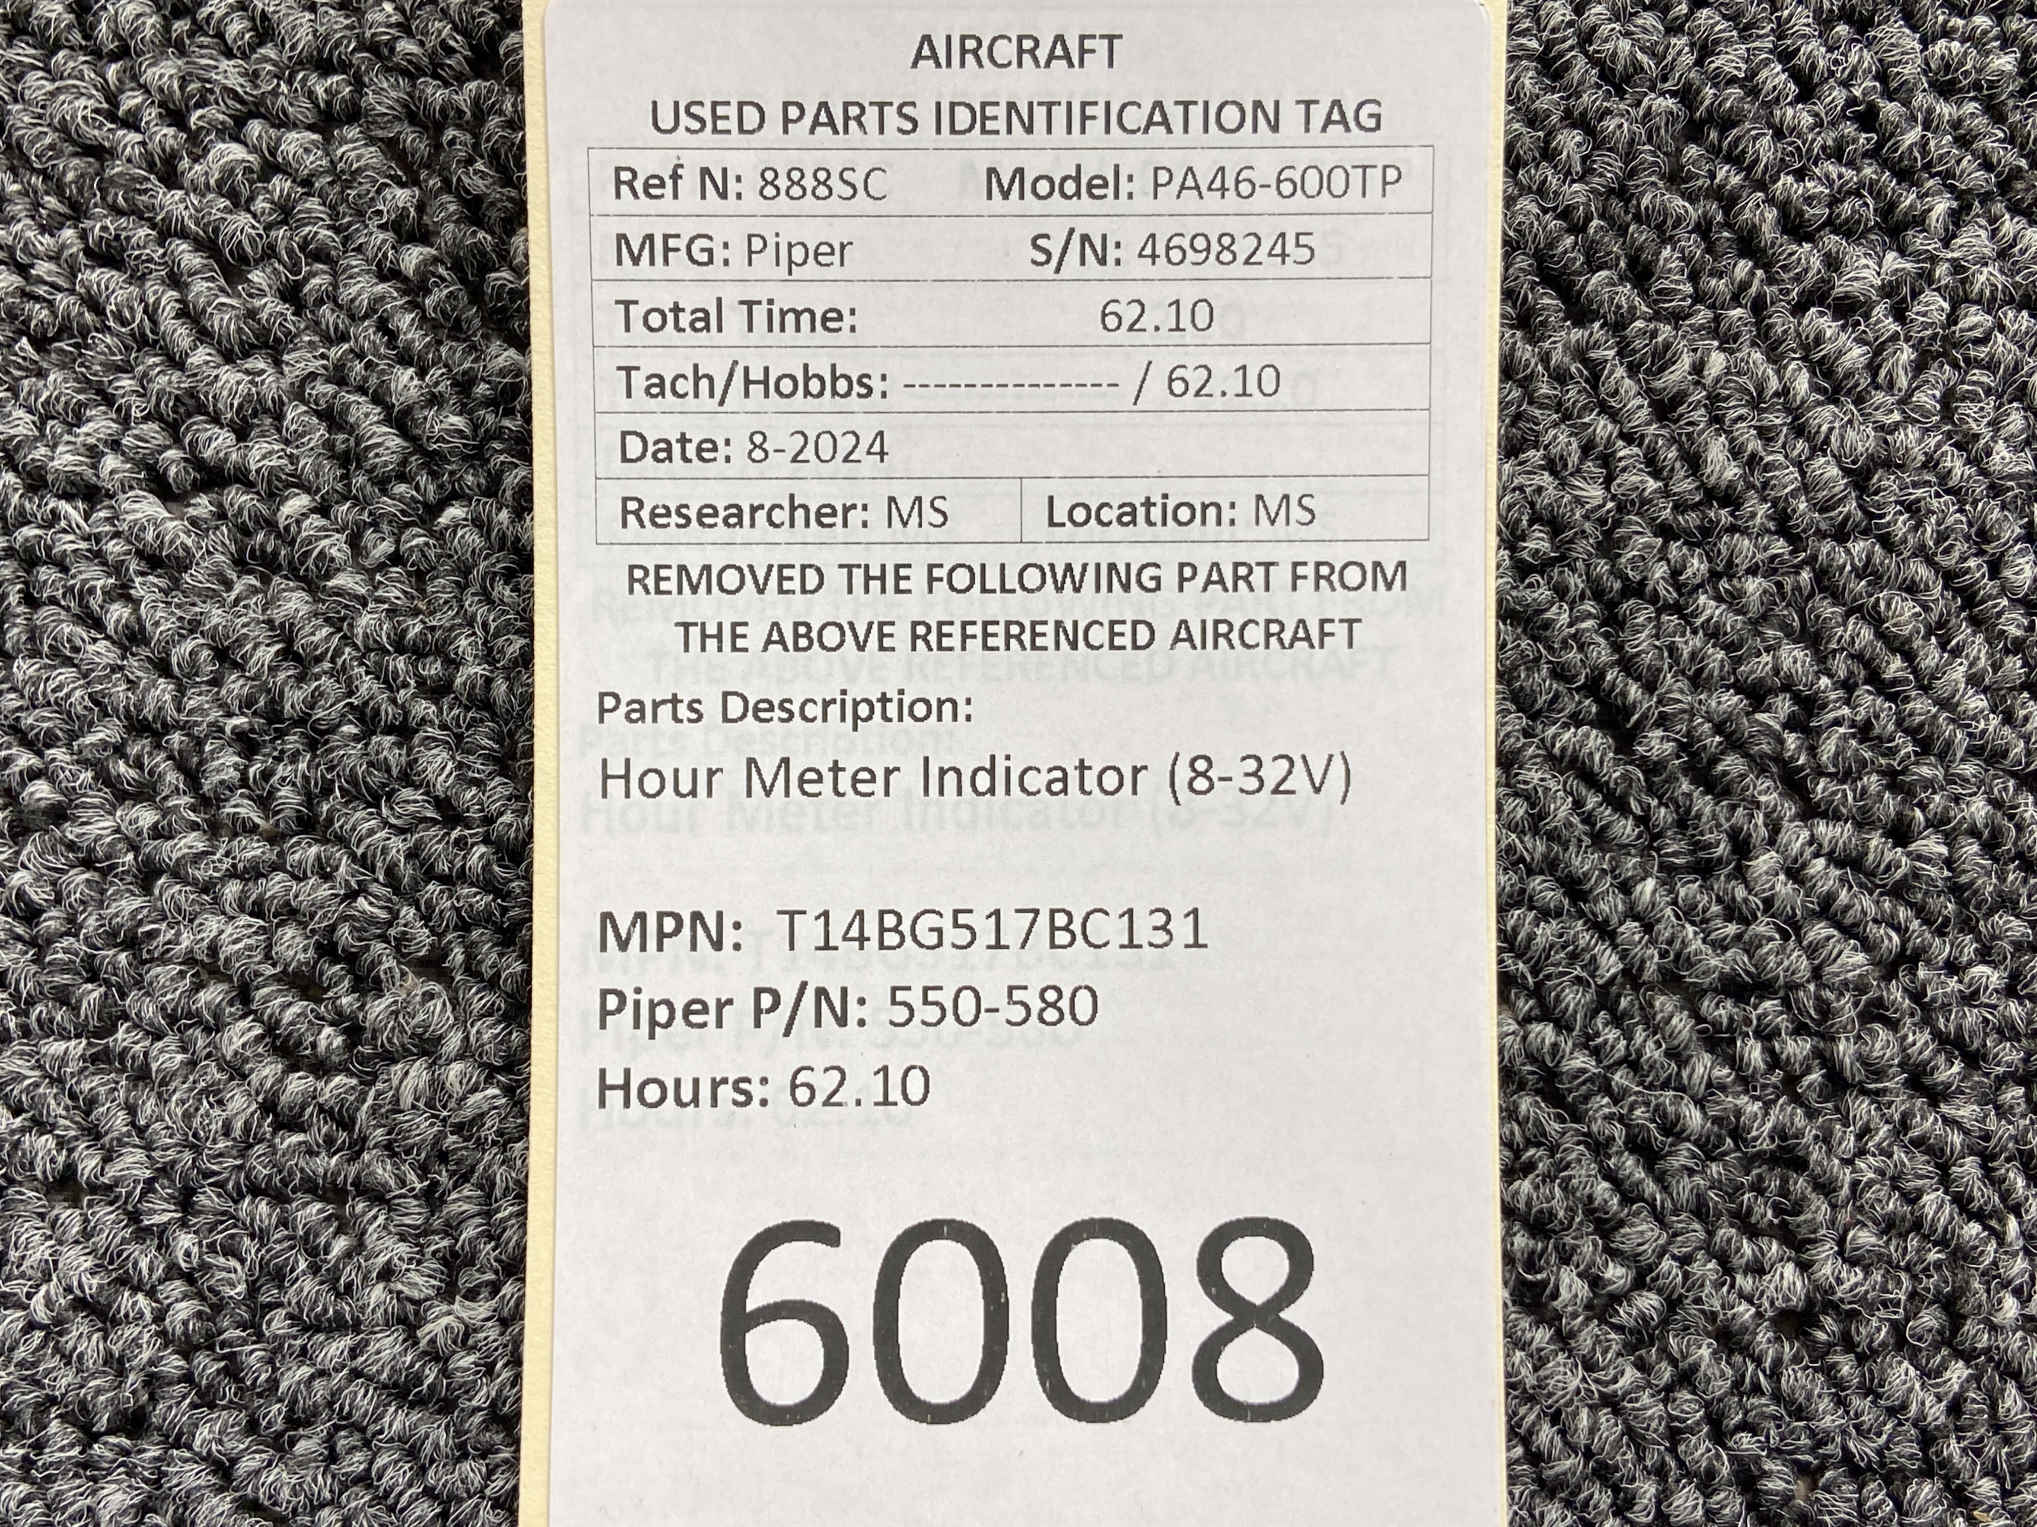 AIRCRAFT
USED PARTS IDENTIFICATION TAG
Ref N: 888SC Model: PA46-600TP
MFG: Piper S/N: 4698245
Total Time: 62.10
Tach/Hobbs: -------------- / 62.10
Date: 8-2024
Researcher: MS Location: MS
REMOVED THE FOLLOWING PART FROM
THE ABOVE REFERENCED AIRCRAFT
Parts Description:
Hour Meter Indicator (8-32V)
MPN: T14BG517BC131
Piper P/N: 550-580
Hours: 62.10
6008